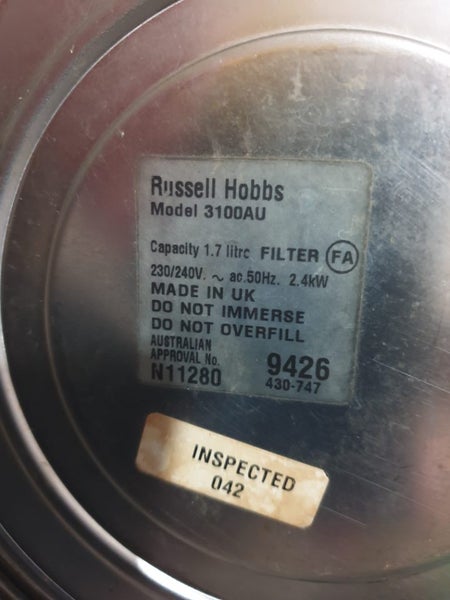 Russell Hobbs
Model 3100AU
Capacity 1.7 litre FILTER FA
230/240V. ~ ac.50Hz. 2.4kW
MADE IN UK
DO NOT IMMERSE
DO NOT OVERFILL
AUSTRALIAN
APPROVAL No.
N11280
9426
430-747
INSPECTED
042